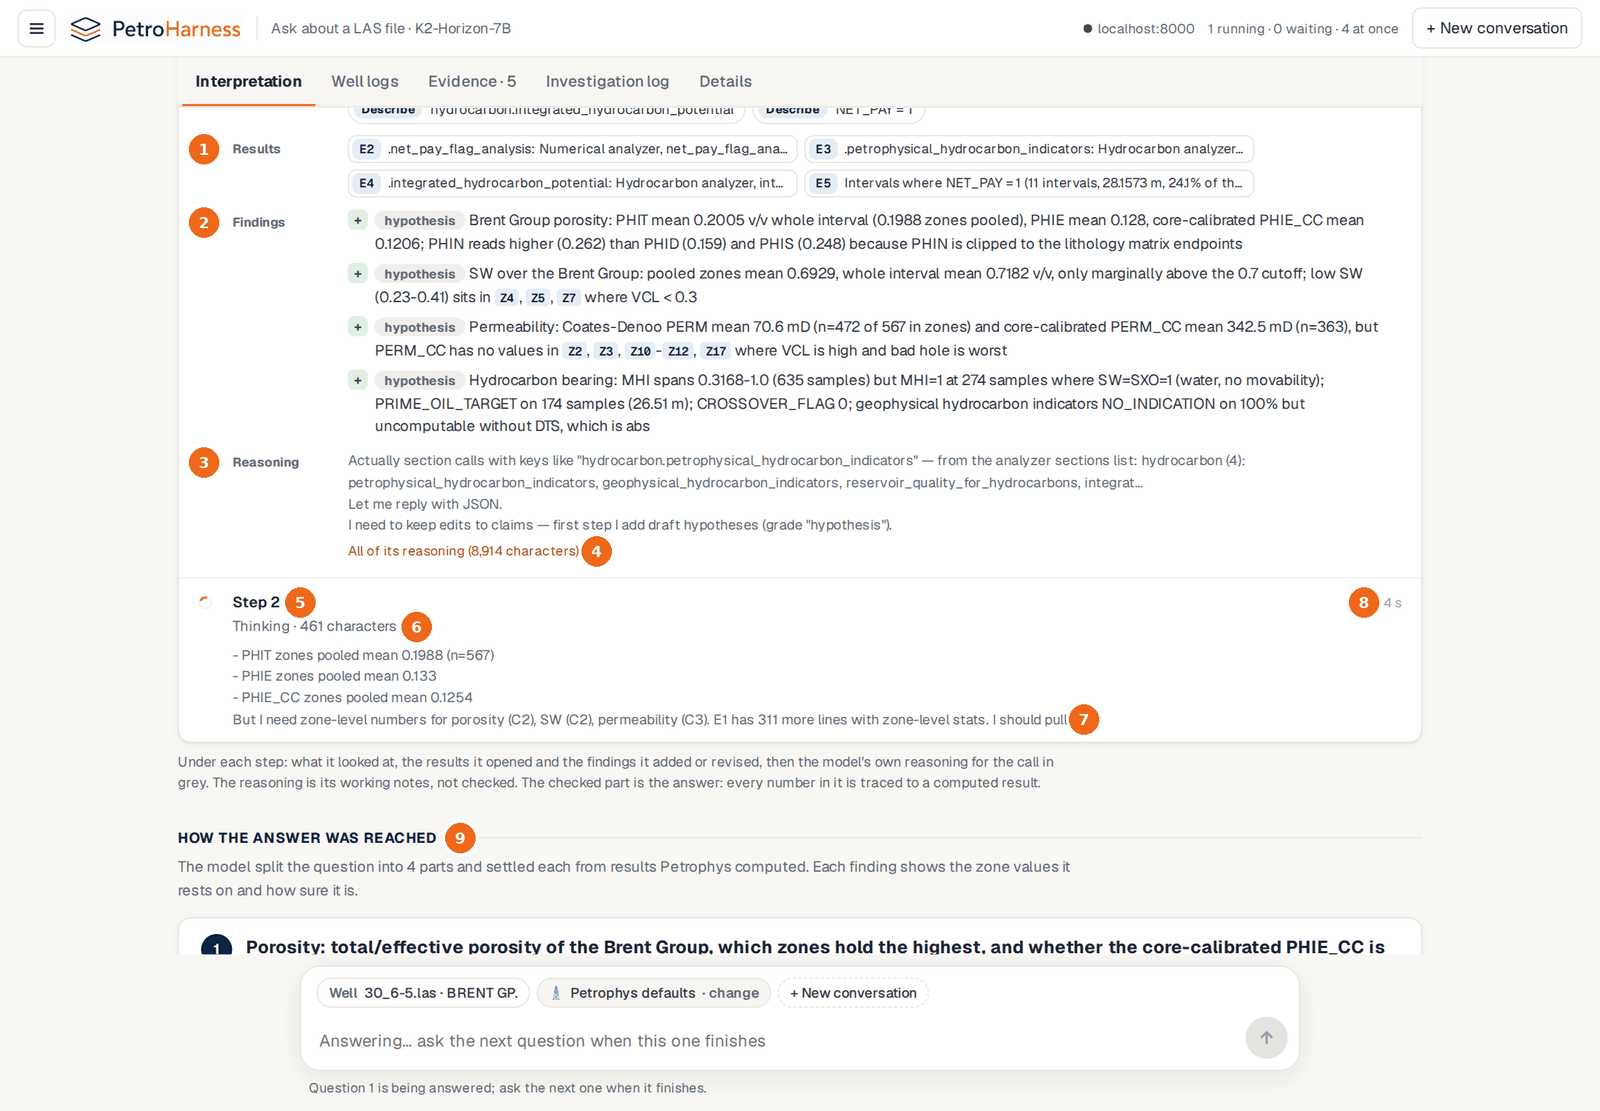 PetroHarness
Ask about a LAS file · K2-Horizon-7B
localhost:8000
1 running · 0 waiting · 4 at once
+ New conversation
Interpretation
Well logs
Evidence · 5
Investigation log
Details
Describe hydrocarbon.integrated_hydrocarbon_potential
Describe NET_PAY = 1
1 Results
E2 .net_pay_flag_analysis: Numerical analyzer, net_pay_flag_ana...
E3 .petrophysical_hydrocarbon_indicators: Hydrocarbon analyzer...
E4 .integrated_hydrocarbon_potential: Hydrocarbon analyzer, int...
E5 Intervals where NET_PAY = 1 (11 intervals, 28.1573 m, 24.1% of th...
2 Findings
+ hypothesis Brent Group porosity: PHIT mean 0.2005 v/v whole interval (0.1988 zones pooled), PHIE mean 0.128, core-calibrated PHIE_CC mean
0.1206; PHIN reads higher (0.262) than PHID (0.159) and PHIS (0.248) because PHIN is clipped to the lithology matrix endpoints
+ hypothesis SW over the Brent Group: pooled zones mean 0.6929, whole interval mean 0.7182 v/v, only marginally above the 0.7 cutoff; low SW
(0.23-0.41) sits in Z4, Z5, Z7 where VCL < 0.3
+ hypothesis Permeability: Coates-Denoo PERM mean 70.6 mD (n=472 of 567 in zones) and core-calibrated PERM_CC mean 342.5 mD (n=363), but
PERM_CC has no values in Z2, Z3, Z10-Z12, Z17 where VCL is high and bad hole is worst
+ hypothesis Hydrocarbon bearing: MHI spans 0.3168-1.0 (635 samples) but MHI=1 at 274 samples where SW=SXO=1 (water, no movability);
PRIME_OIL_TARGET on 174 samples (26.51 m); CROSSOVER_FLAG 0; geophysical hydrocarbon indicators NO_INDICATION on 100% but
uncomputable without DTS, which is abs
3 Reasoning
Actually section calls with keys like "hydrocarbon.petrophysical_hydrocarbon_indicators" — from the analyzer sections list: hydrocarbon (4):
petrophysical_hydrocarbon_indicators, geophysical_hydrocarbon_indicators, reservoir_quality_for_hydrocarbons, integrat...
Let me reply with JSON.
I need to keep edits to claims — first step I add draft hypotheses (grade "hypothesis").
All of its reasoning (8,914 characters) 4
Step 2 5
8 4 s
Thinking · 461 characters 6
- PHIT zones pooled mean 0.1988 (n=567)
- PHIE zones pooled mean 0.133
- PHIE_CC zones pooled mean 0.1254
But I need zone-level numbers for porosity (C2), SW (C2), permeability (C3). E1 has 311 more lines with zone-level stats. I should pull 7
Under each step: what it looked at, the results it opened and the findings it added or revised, then the model's own reasoning for the call in
grey. The reasoning is its working notes, not checked. The checked part is the answer: every number in it is traced to a computed result.
HOW THE ANSWER WAS REACHED 9
The model split the question into 4 parts and settled each from results Petrophys computed. Each finding shows the zone values it
rests on and how sure it is.
1 Porosity: total/effective porosity of the Brent Group, which zones hold the highest, and whether the core-calibrated PHIE_CC is
Well 30_6-5.las · BRENT GP.
Petrophys defaults · change
+ New conversation
Answering... ask the next question when this one finishes
Question 1 is being answered; ask the next one when it finishes.